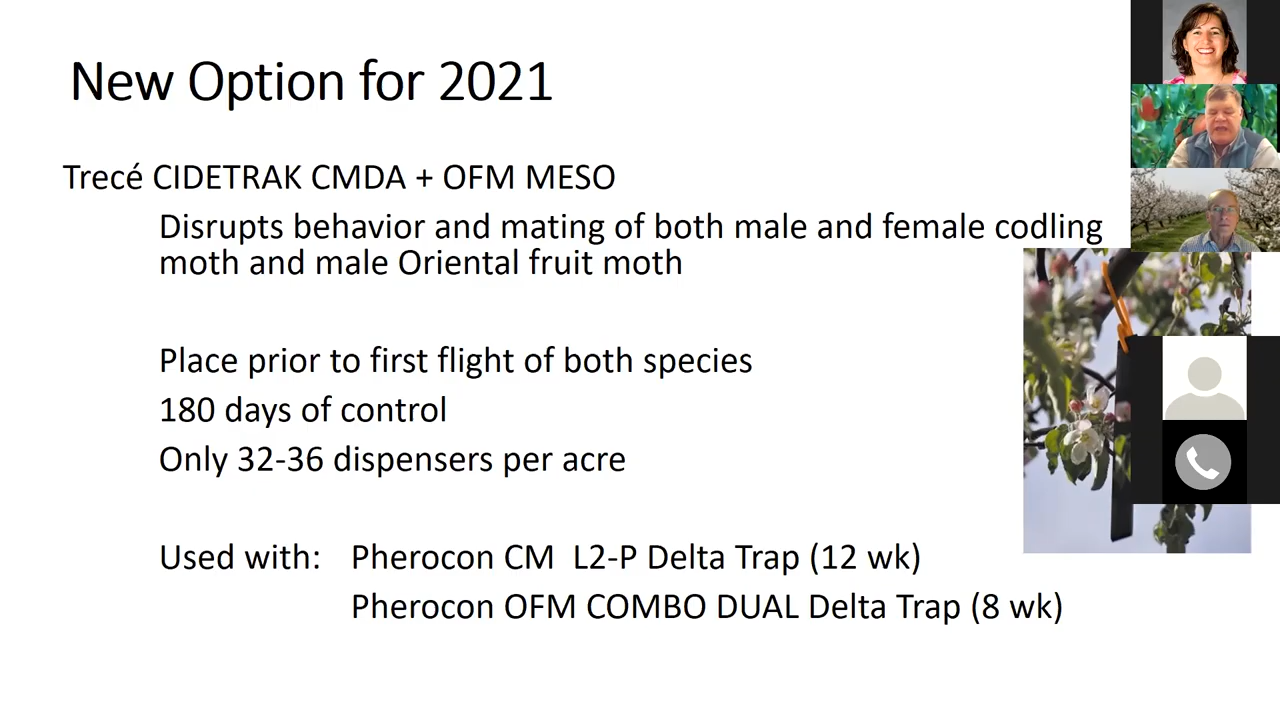 New Option for 2021
Trecé CIDETRAK CMDA + OFM MESO
Disrupts behavior and mating of both male and female codling
moth and male Oriental fruit moth
Place prior to first flight of both species
180 days of control
Only 32-36 dispensers per acre
Used with: Pherocon CM L2-P Delta Trap (12 wk)
Pherocon OFM COMBO DUAL Delta Trap (8 wk)